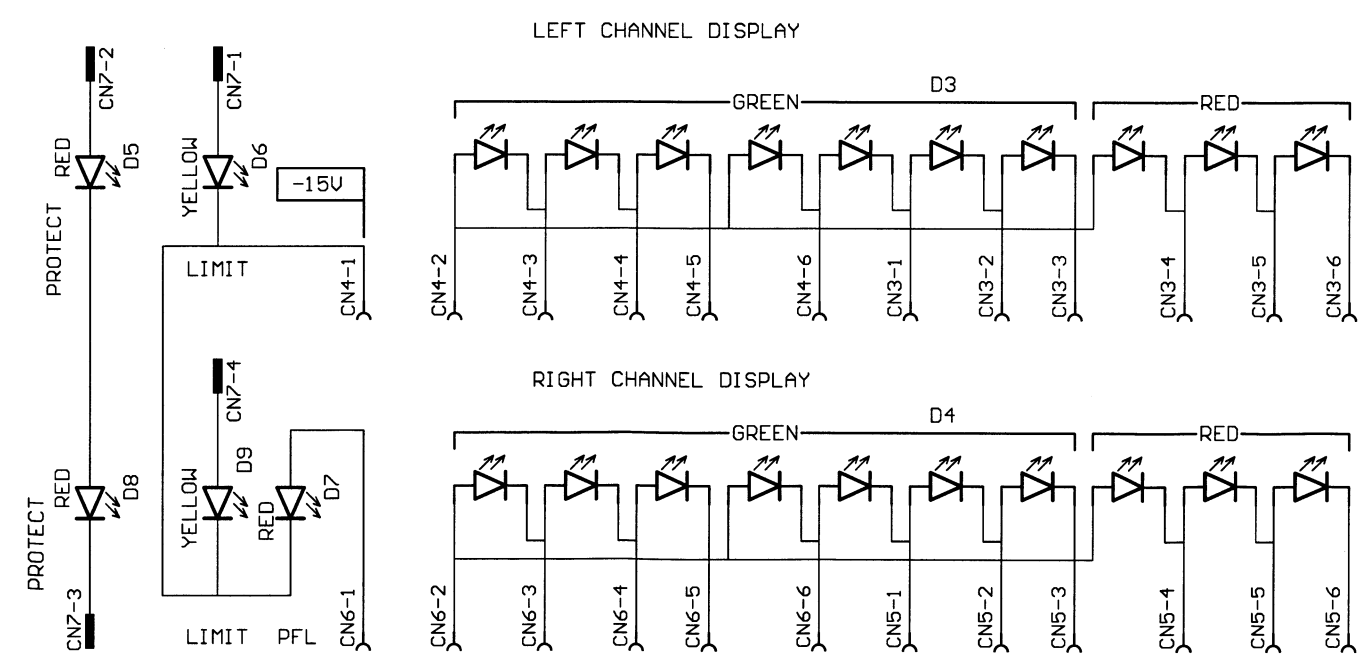 LEFT CHANNEL DISPLAY
CN7-2
CN7-1
D3
GREEN
RED
RED
D5
YELLOW
D6
-15V
PROTECT
LIMIT
CN4-1
CN4-2
CN4-3
CN4-4
CN4-5
CN4-6
CN3-1
CN3-2
CN3-3
CN3-4
CN3-5
CN3-6
RIGHT CHANNEL DISPLAY
CN7-4
D4
GREEN
RED
RED
D8
YELLOW
D9
RED
D7
PROTECT
CN7-3
LIMIT PFL
CN6-1
CN6-2
CN6-3
CN6-4
CN6-5
CN6-6
CN5-1
CN5-2
CN5-3
CN5-4
CN5-5
CN5-6